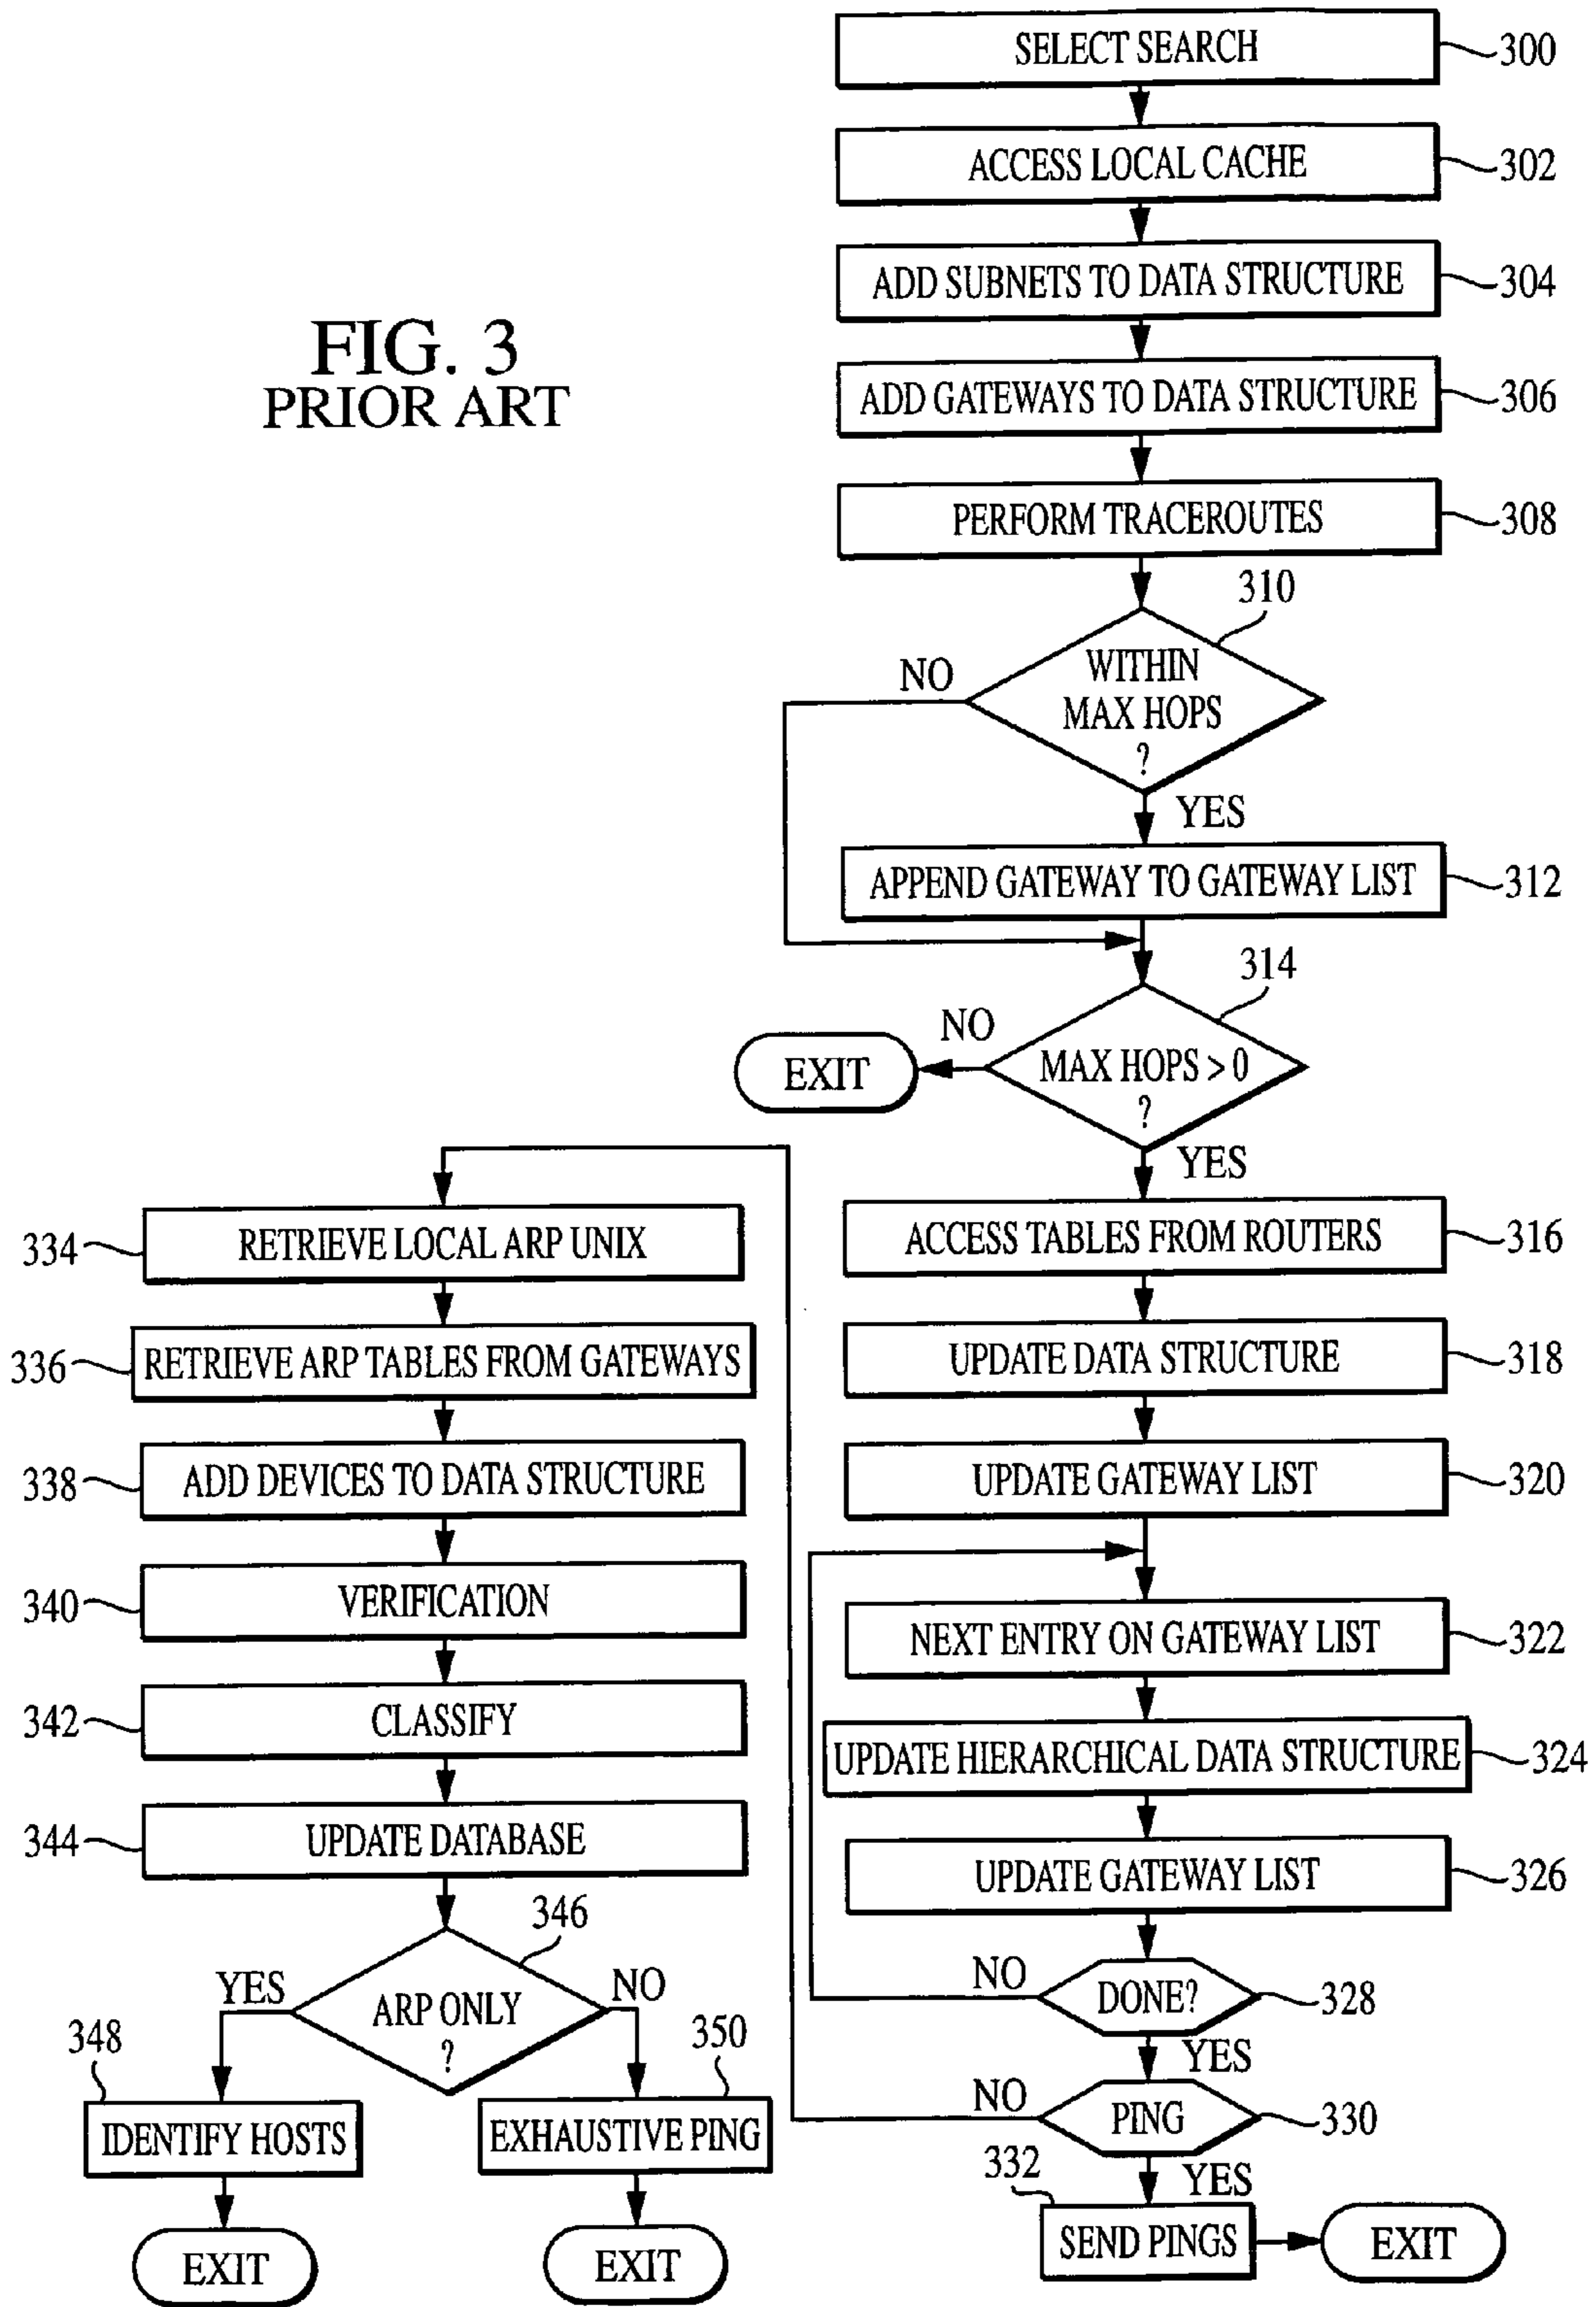 FIG. 3
PRIOR ART
SELECT SEARCH
300
ACCESS LOCAL CACHE
302
ADD SUBNETS TO DATA STRUCTURE
304
ADD GATEWAYS TO DATA STRUCTURE
306
PERFORM TRACEROUTES
308
310
WITHIN
MAX HOPS
?
NO
YES
APPEND GATEWAY TO GATEWAY LIST
312
314
MAX HOPS > 0
?
NO
EXIT
YES
ACCESS TABLES FROM ROUTERS
316
UPDATE DATA STRUCTURE
318
UPDATE GATEWAY LIST
320
NEXT ENTRY ON GATEWAY LIST
322
UPDATE HIERARCHICAL DATA STRUCTURE
324
UPDATE GATEWAY LIST
326
NO
DONE?
328
YES
NO
PING
330
YES
332
SEND PINGS
EXIT
334
RETRIEVE LOCAL ARP UNIX
336
RETRIEVE ARP TABLES FROM GATEWAYS
338
ADD DEVICES TO DATA STRUCTURE
340
VERIFICATION
342
CLASSIFY
344
UPDATE DATABASE
346
YES
ARP ONLY
?
NO
348
IDENTIFY HOSTS
EXIT
350
EXHAUSTIVE PING
EXIT